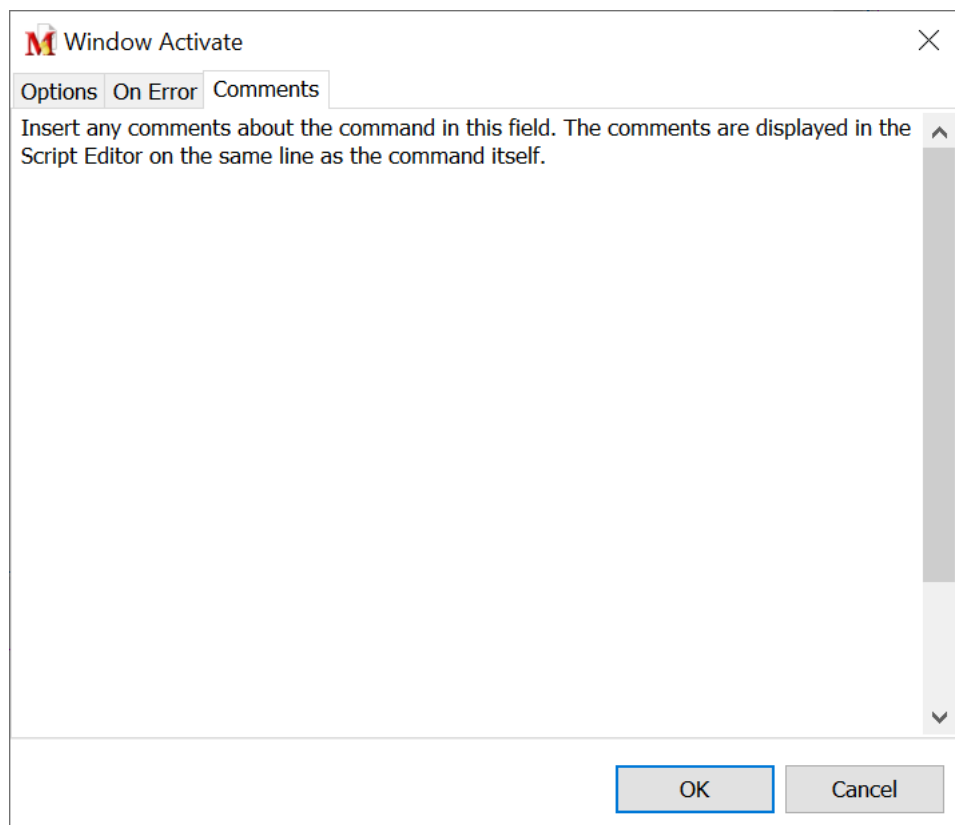 Window Activate
Options On Error Comments
Insert any comments about the command in this field. The comments are displayed in the
Script Editor on the same line as the command itself.
OK Cancel